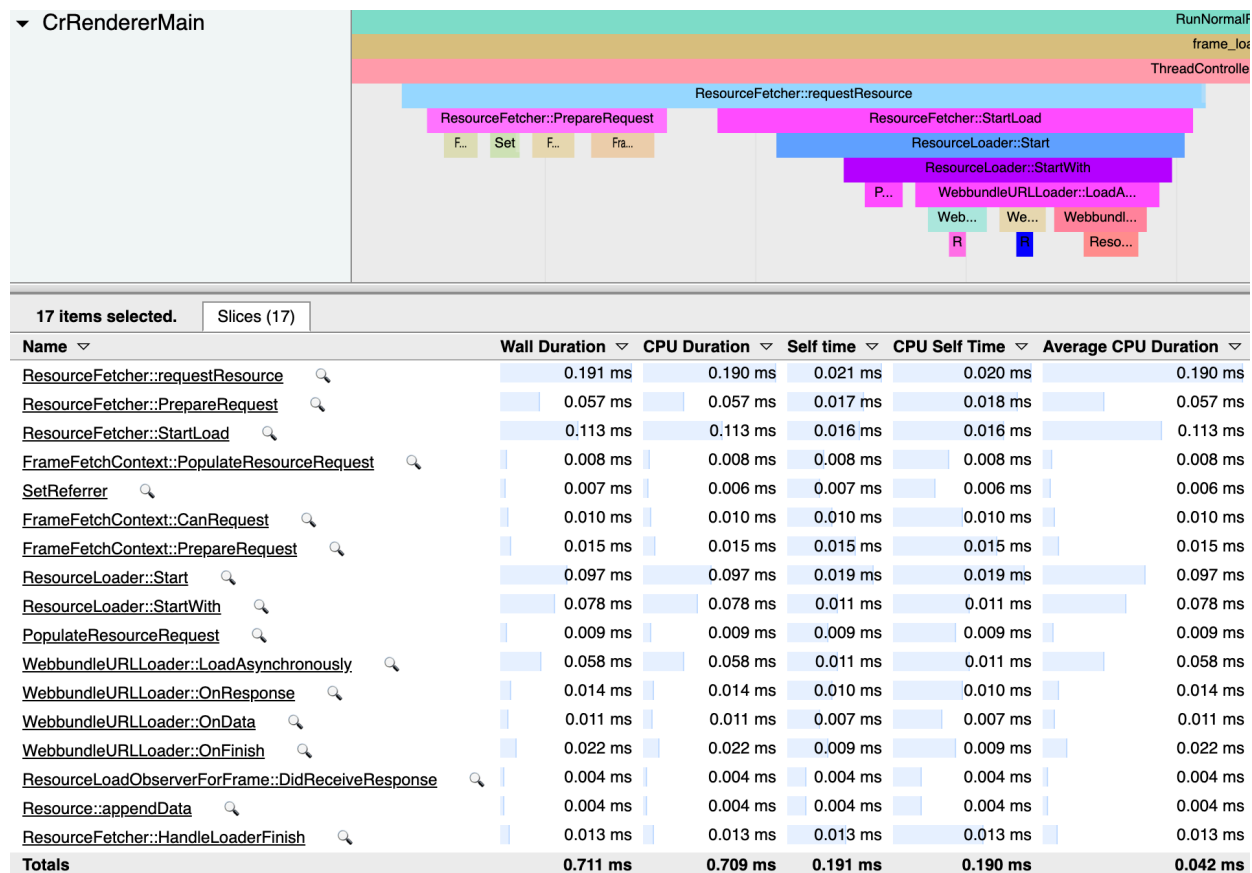 CrRendererMain
RunNormalP
frame_loa
ThreadControlle
ResourceFetcher::requestResource
ResourceFetcher::PrepareRequest ResourceFetcher::StartLoad
F... Set F... Fra... ResourceLoader::Start
ResourceLoader::StartWith
P... WebbundleURLLoader::LoadA...
Web... We... Webbundl...
R R Reso...
17 items selected. Slices (17)
Name Wall Duration CPU Duration Self time CPU Self Time Average CPU Duration
ResourceFetcher::requestResource 0.191 ms 0.190 ms 0.021 ms 0.020 ms 0.190 ms
ResourceFetcher::PrepareRequest 0.057 ms 0.057 ms 0.017 ms 0.018 ms 0.057 ms
ResourceFetcher::StartLoad 0.113 ms 0.113 ms 0.016 ms 0.016 ms 0.113 ms
FrameFetchContext::PopulateResourceRequest 0.008 ms 0.008 ms 0.008 ms 0.008 ms 0.008 ms
SetReferrer 0.007 ms 0.006 ms 0.007 ms 0.006 ms 0.006 ms
FrameFetchContext::CanRequest 0.010 ms 0.010 ms 0.010 ms 0.010 ms 0.010 ms
FrameFetchContext::PrepareRequest 0.015 ms 0.015 ms 0.015 ms 0.015 ms 0.015 ms
ResourceLoader::Start 0.097 ms 0.097 ms 0.019 ms 0.019 ms 0.097 ms
ResourceLoader::StartWith 0.078 ms 0.078 ms 0.011 ms 0.011 ms 0.078 ms
PopulateResourceRequest 0.009 ms 0.009 ms 0.009 ms 0.009 ms 0.009 ms
WebbundleURLLoader::LoadAsynchronously 0.058 ms 0.058 ms 0.011 ms 0.011 ms 0.058 ms
WebbundleURLLoader::OnResponse 0.014 ms 0.014 ms 0.010 ms 0.010 ms 0.014 ms
WebbundleURLLoader::OnData 0.011 ms 0.011 ms 0.007 ms 0.007 ms 0.011 ms
WebbundleURLLoader::OnFinish 0.022 ms 0.022 ms 0.009 ms 0.009 ms 0.022 ms
ResourceLoadObserverForFrame::DidReceiveResponse 0.004 ms 0.004 ms 0.004 ms 0.004 ms 0.004 ms
Resource::appendData 0.004 ms 0.004 ms 0.004 ms 0.004 ms 0.004 ms
ResourceFetcher::HandleLoaderFinish 0.013 ms 0.013 ms 0.013 ms 0.013 ms 0.013 ms
Totals 0.711 ms 0.709 ms 0.191 ms 0.190 ms 0.042 ms